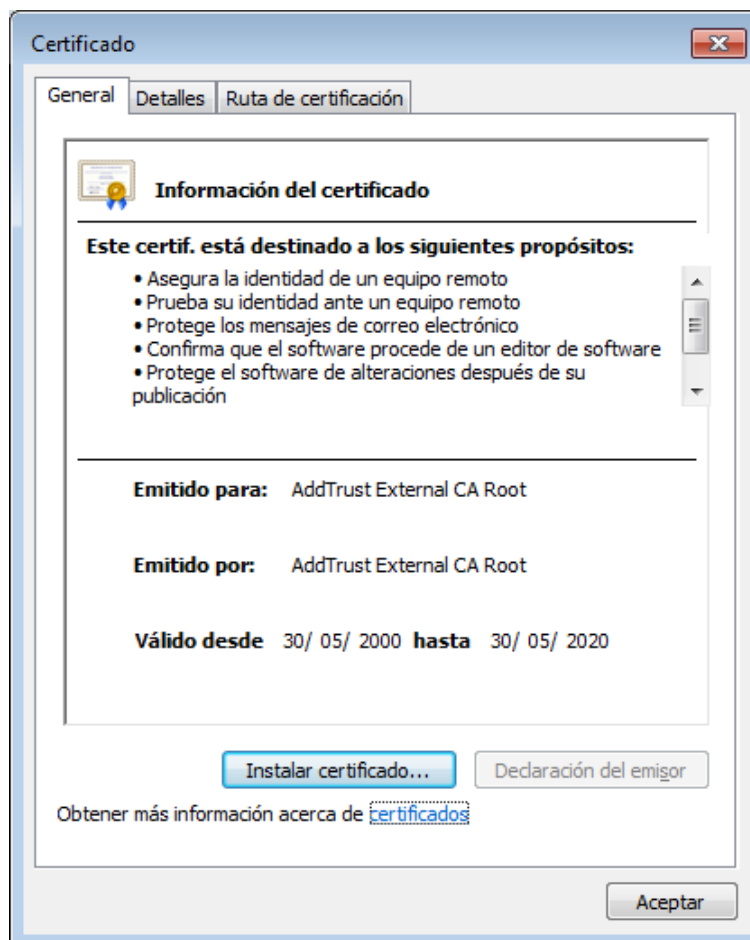 Certificado
General Detalles Ruta de certificación
Información del certificado
Este certif. está destinado a los siguientes propósitos:
• Asegura la identidad de un equipo remoto
• Prueba su identidad ante un equipo remoto
• Protege los mensajes de correo electrónico
• Confirma que el software procede de un editor de software
• Protege el software de alteraciones después de su
publicación
Emitido para: AddTrust External CA Root
Emitido por: AddTrust External CA Root
Válido desde 30/ 05/ 2000 hasta 30/ 05/ 2020
Instalar certificado... Declaración del emisor
Obtener más información acerca de certificados
Aceptar